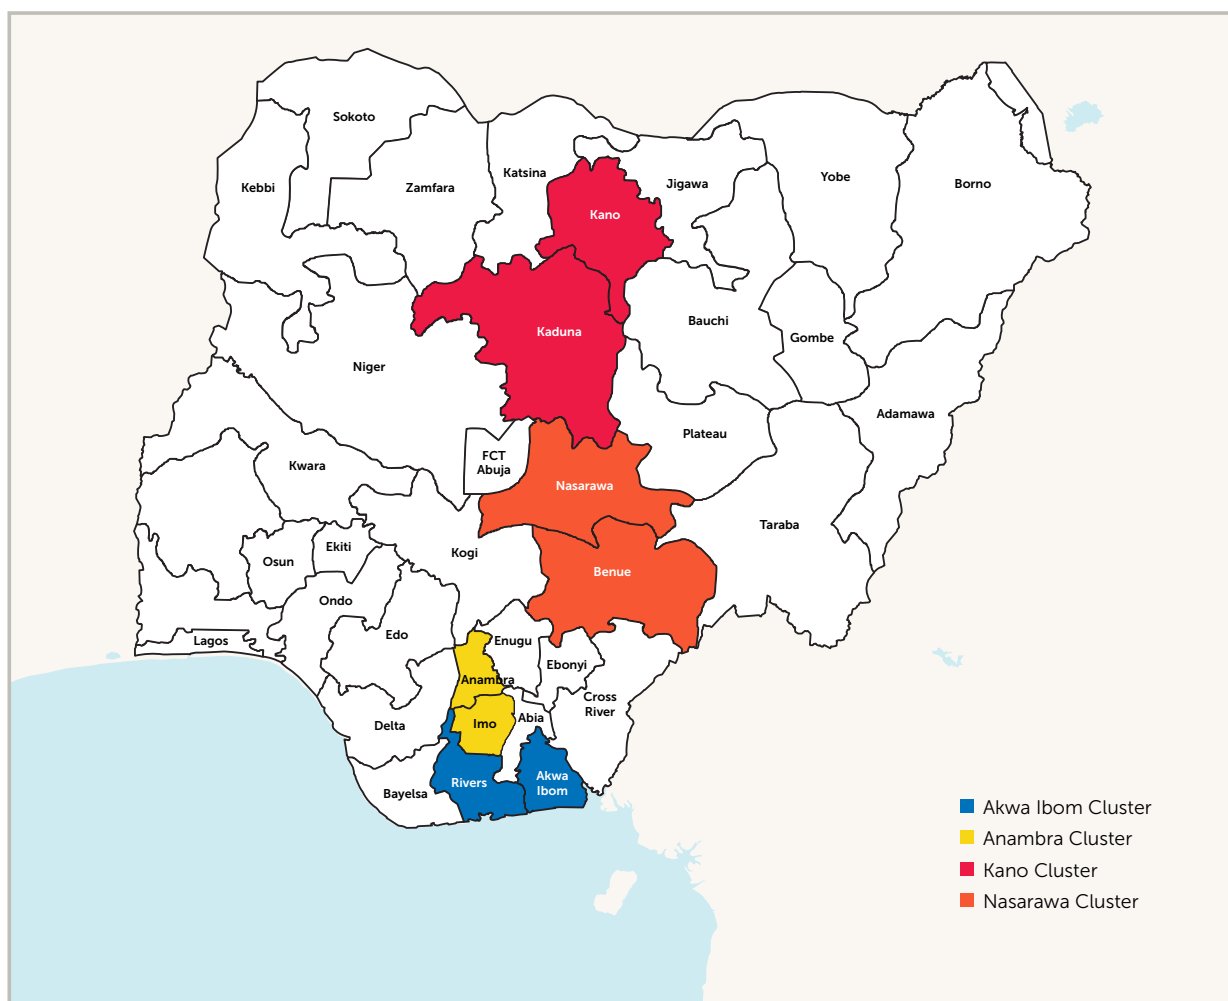 Sokoto
Kebbi
Zamfara
Katsina
Kano
Jigawa
Yobe
Borno
Kaduna
Bauchi
Gombe
Niger
Adamawa
Plateau
FCT
Abuja
Kwara
Nasarawa
Taraba
Kogi
Benue
Osun
Ekiti
Ondo
Edo
Lagos
Enugu
Ebonyi
Anambra
Cross
River
Delta
Imo
Abia
Bayelsa
Rivers
Akwa
Ibom
Akwa Ibom Cluster
Anambra Cluster
Kano Cluster
Nasarawa Cluster